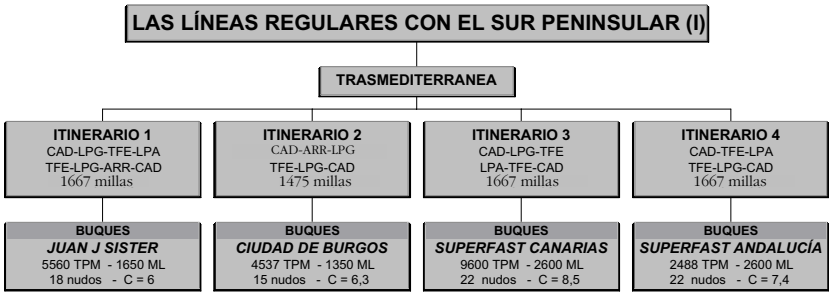 LAS LÍNEAS REGULARES CON EL SUR PENINSULAR (I)
TRASMEDITERRANEA
ITINERARIO 1
CAD-LPG-TFE-LPA
TFE-LPG-ARR-CAD
1667 millas
ITINERARIO 2
CAD-ARR-LPG
TFE-LPG-CAD
1475 millas
ITINERARIO 3
CAD-LPG-TFE
LPA-TFE-CAD
1667 millas
ITINERARIO 4
CAD-TFE-LPA
TFE-LPG-CAD
1667 millas
BUQUES
JUAN J SISTER
5560 TPM - 1650 ML
18 nudos - C = 6
BUQUES
CIUDAD DE BURGOS
4537 TPM - 1350 ML
15 nudos - C = 6,3
BUQUES
SUPERFAST CANARIAS
9600 TPM - 2600 ML
22 nudos - C = 8,5
BUQUES
SUPERFAST ANDALUCÍA
2488 TPM - 2600 ML
22 nudos - C = 7,4